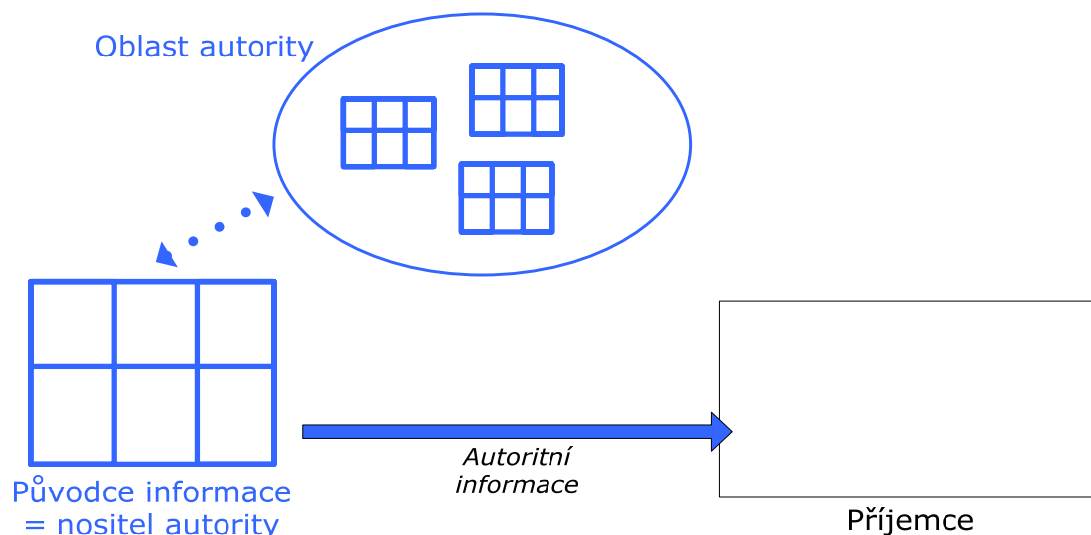 Oblast autority
Autoritní
informace
Původce informace
= nositel autority
Příjemce